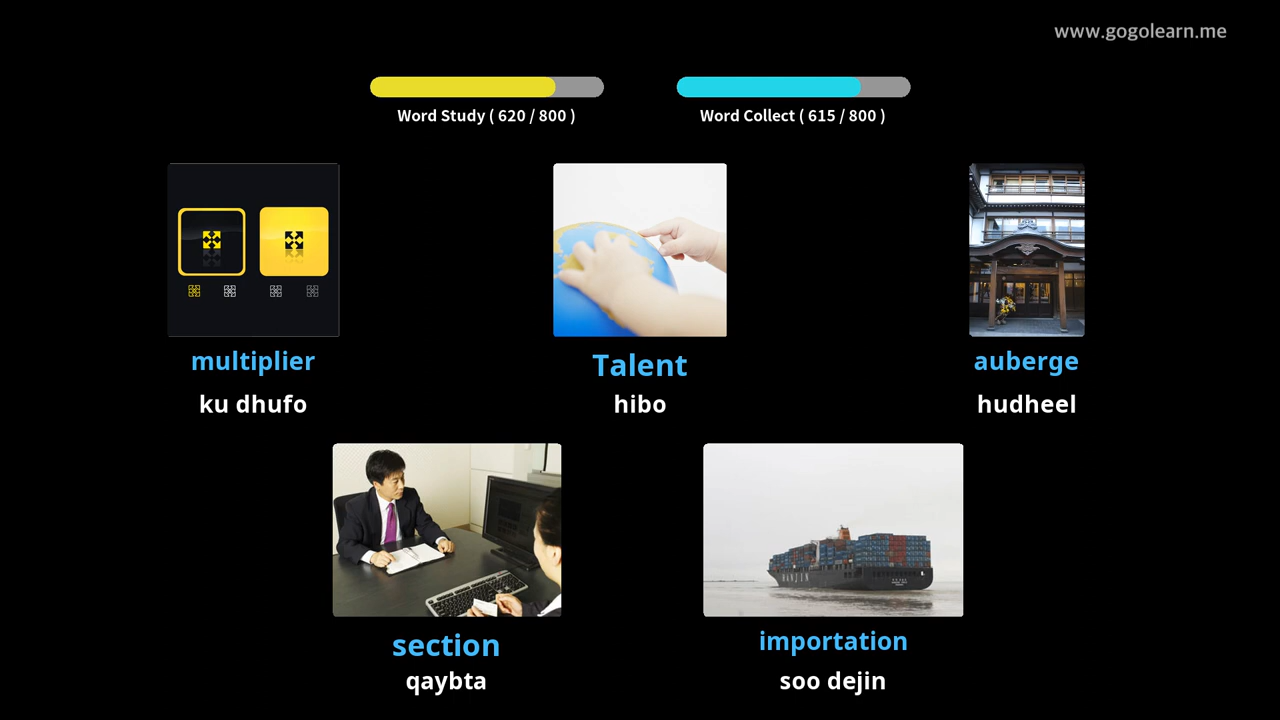 www.gogolearn.me
Word Study ( 620 / 800 )
Word Collect ( 615 / 800 )
multiplier
ku dhufo
Talent
hibo
auberge
hudheel
section
qaybta
importation
soo dejin
HANJIN